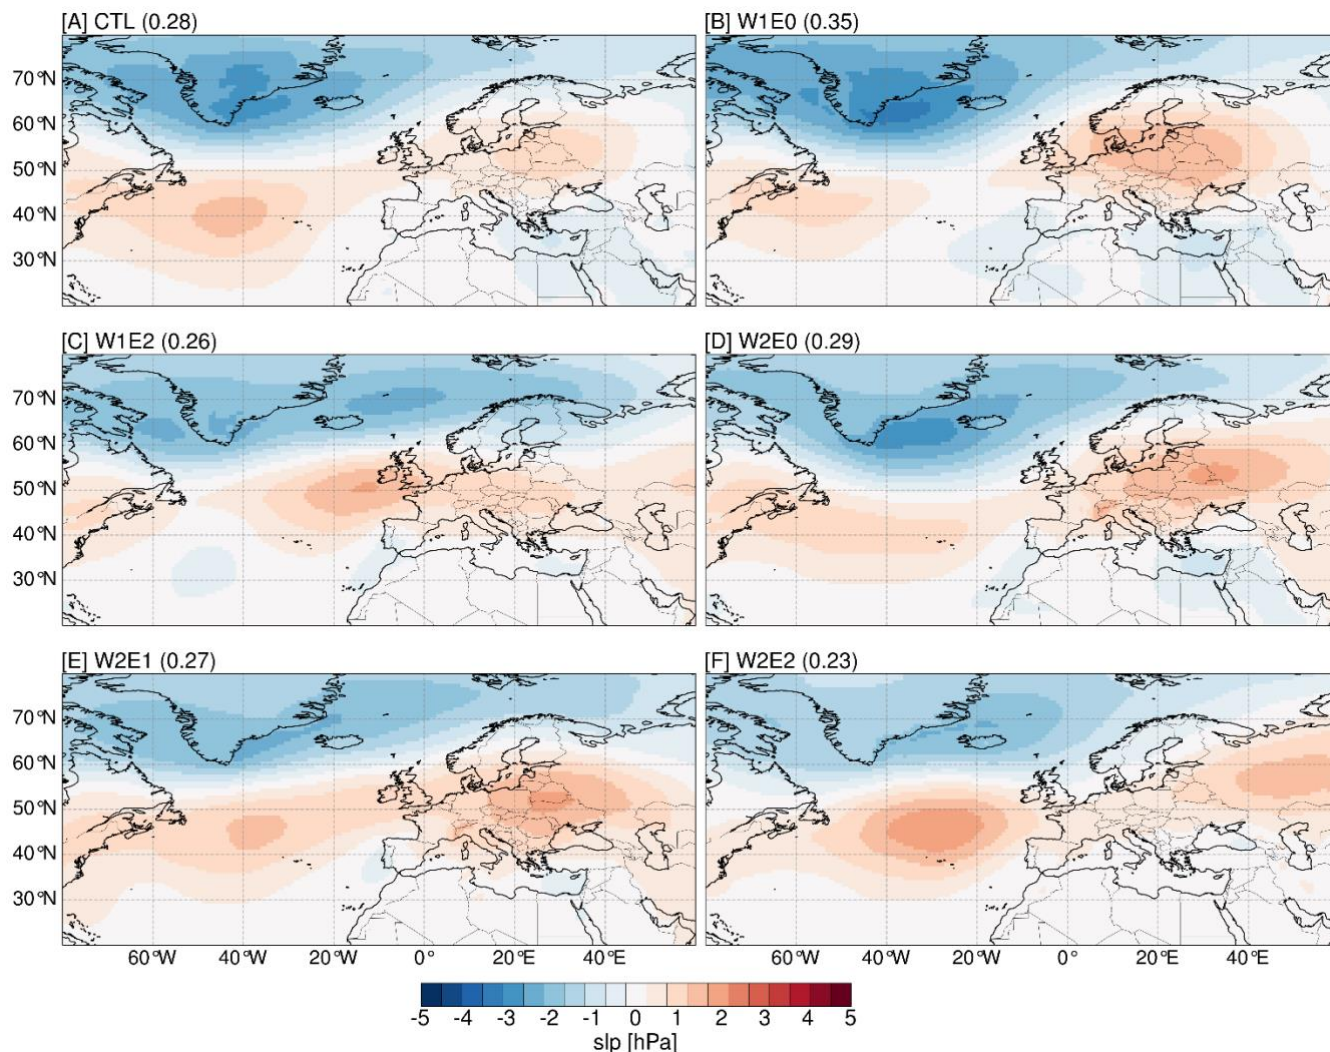 [A] CTL (0.28)
[B] W1E0 (0.35)
70°N
60°N
50°N
40°N
30°N
[C] W1E2 (0.26)
[D] W2E0 (0.29)
70°N
60°N
50°N
40°N
30°N
[E] W2E1 (0.27)
[F] W2E2 (0.23)
70°N
60°N
50°N
40°N
30°N
60°W 40°W 20°W 0° 20°E 40°E 60°W 40°W 20°W 0° 20°E 40°E
-5 -4 -3 -2 -1 0 1 2 3 4 5
slp [hPa]